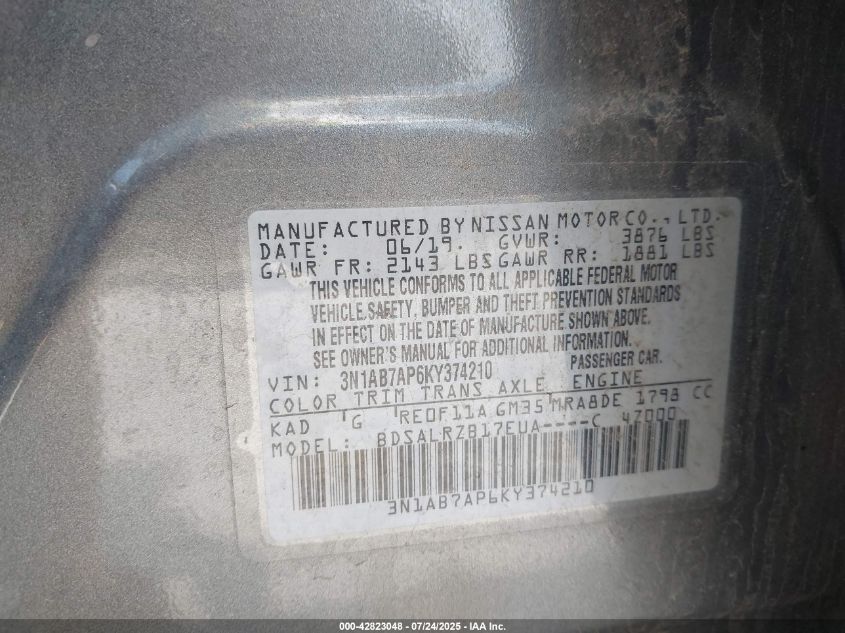 MANUFACTURED BY NISSAN MOTOR CO., LTD.
DATE: 06/19. GVWR: 3876 LBS
GAWR FR: 2143 LBS GAWR RR: 1881 LBS
THIS VEHICLE CONFORMS TO ALL APPLICABLE FEDERAL MOTOR
VEHICLE SAFETY, BUMPER AND THEFT PREVENTION STANDARDS
IN EFFECT ON THE DATE OF MANUFACTURE SHOWN ABOVE.
SEE OWNER'S MANUAL FOR ADDITIONAL INFORMATION.
VIN: 3N1AB7AP6KY374210 PASSENGER CAR.
COLOR TRIM TRANS AXLE ENGINE
KAD G RE0F11A GM35 MRA8DE 1798 CC
MODEL: BDSALRZB17EUA----C 47000
3N1AB7AP6KY374210
000-42823048 - 07/24/2025 - IAA Inc.